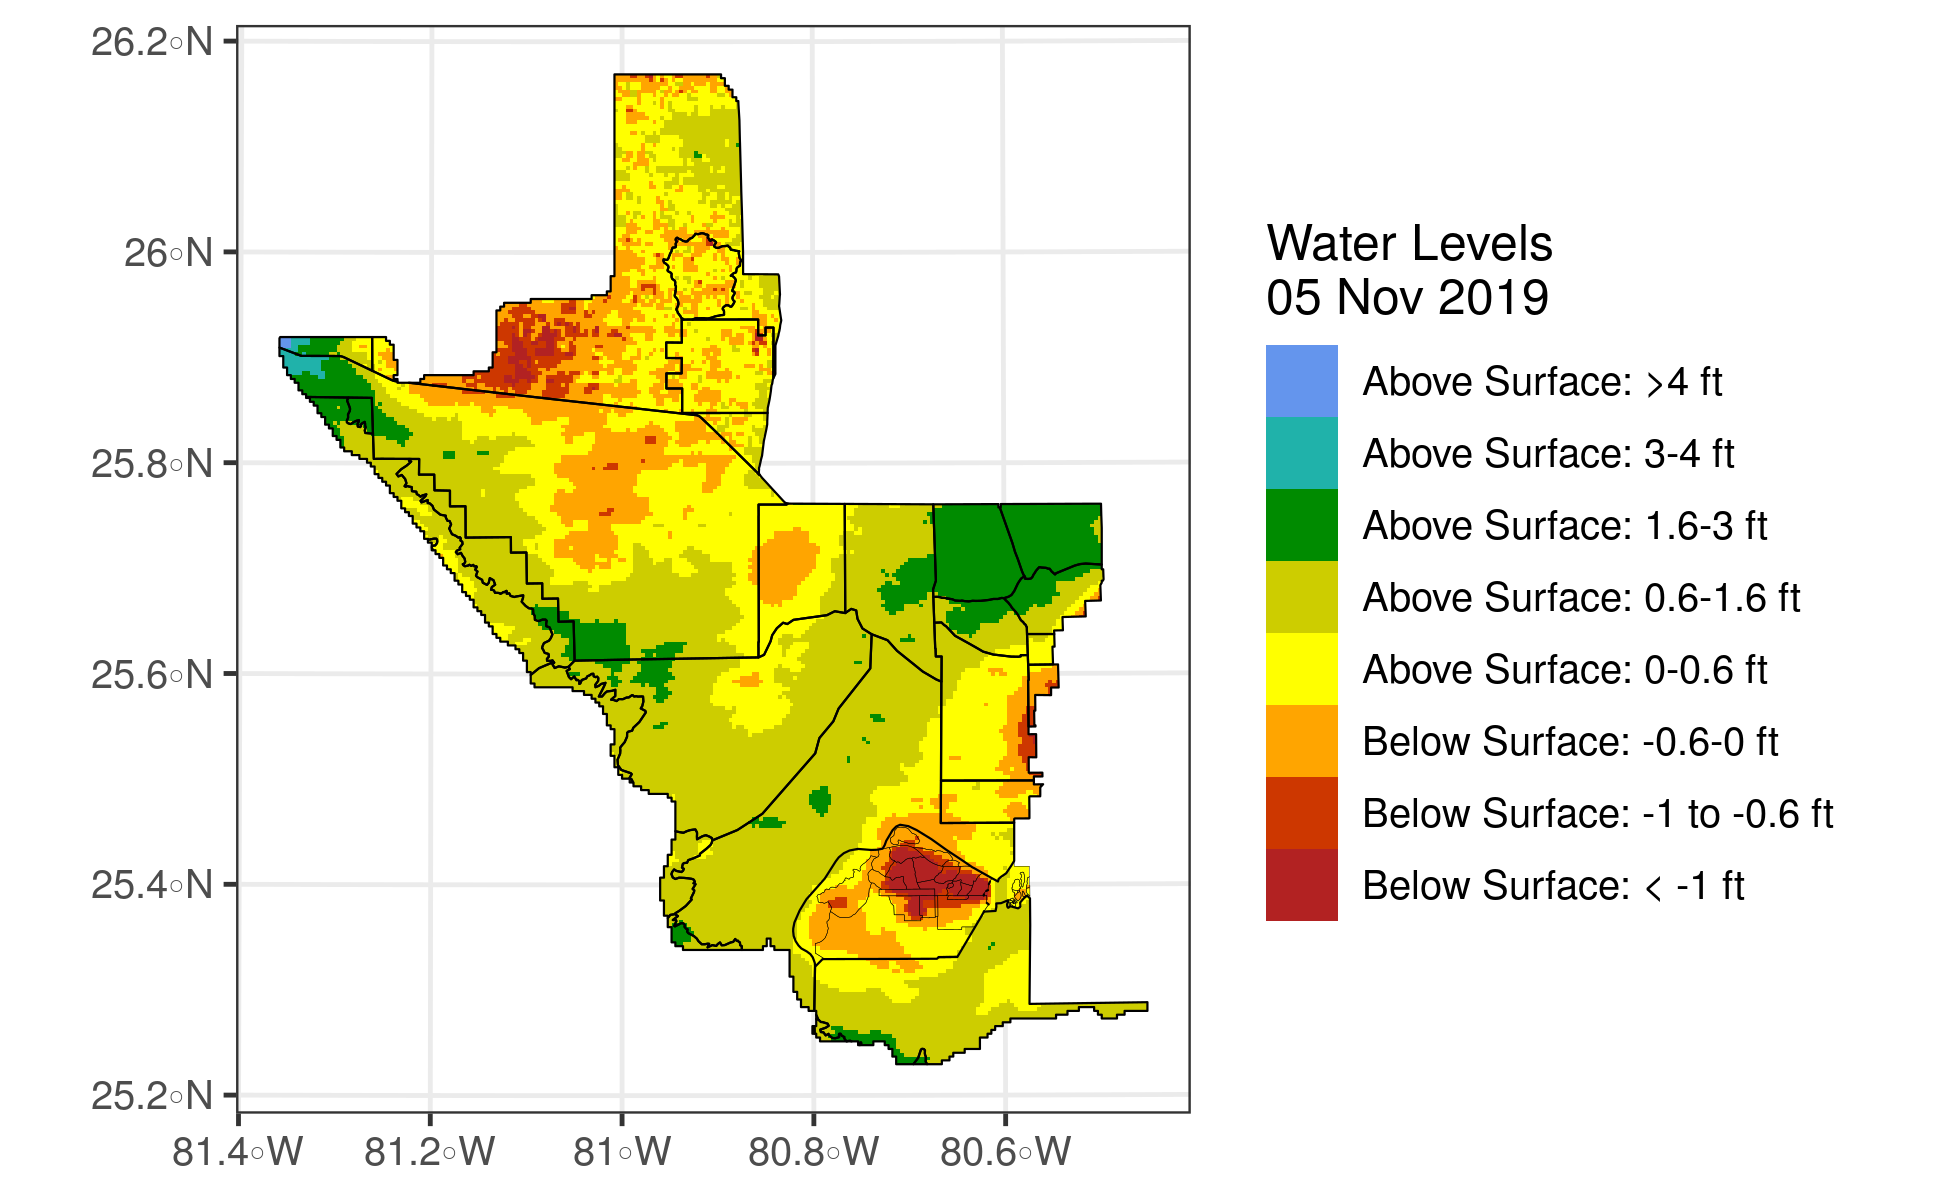 26.2◦N
26◦N
25.8◦N
25.6◦N
25.4◦N
25.2◦N
81.4◦W
81.2◦W
81◦W
80.8◦W
80.6◦W
Water Levels
05 Nov 2019
Above Surface: >4 ft
Above Surface: 3-4 ft
Above Surface: 1.6-3 ft
Above Surface: 0.6-1.6 ft
Above Surface: 0-0.6 ft
Below Surface: -0.6-0 ft
Below Surface: -1 to -0.6 ft
Below Surface: < -1 ft